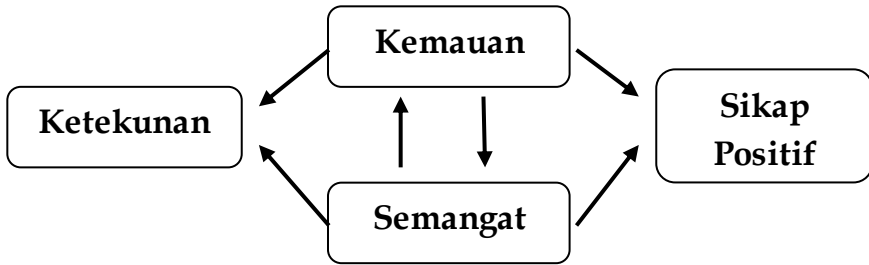 Kemauan
Ketekunan
Sikap
Positif
Semangat